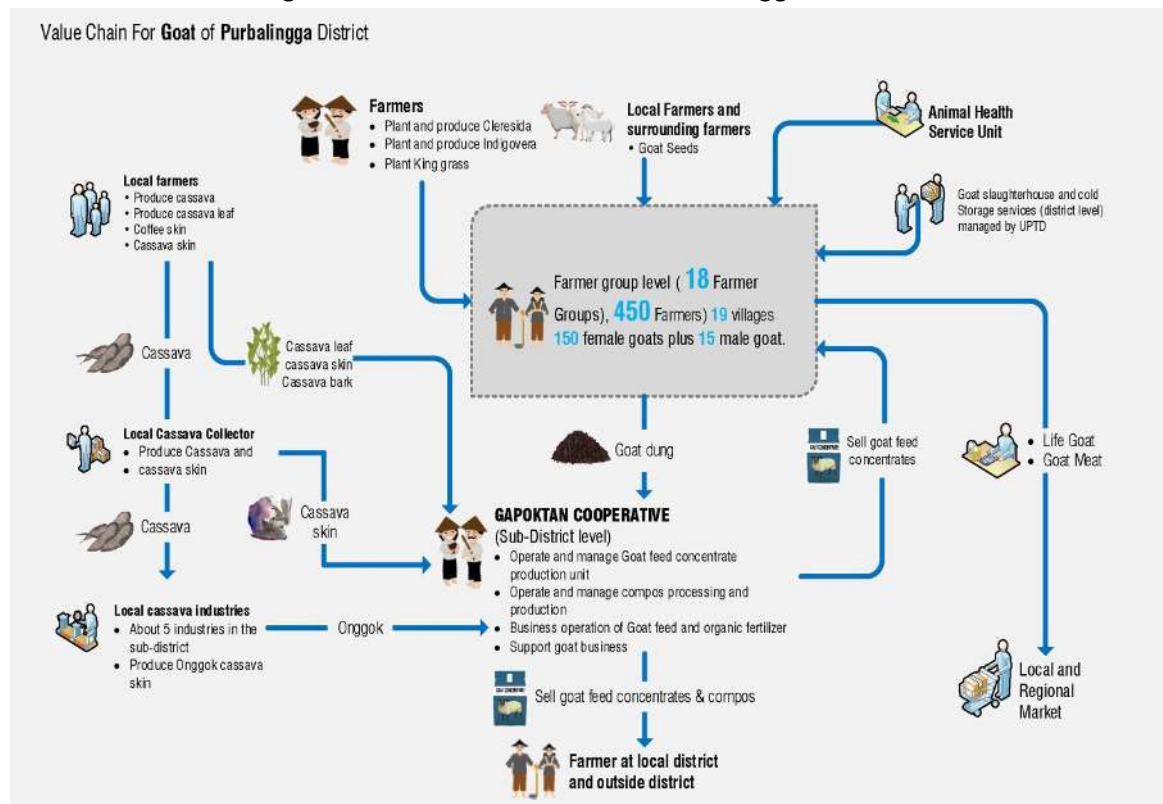 Value Chain For Goat of Purbalingga District
Farmers
• Plant and produce Cleresida
• Plant and produce Indigovera
• Plant King grass
Local Farmers and
surrounding farmers
• Goat Seeds
Animal Health
Service Unit
Goat slaughterhouse and cold
Storage services (district level)
managed by UPTD
Local farmers
• Produce cassava
• Produce cassava leaf
• Coffee skin
• Cassava skin
Farmer group level ( 18 Farmer
Groups), 450 Farmers) 19 villages
150 female goats plus 15 male goat.
Cassava
Cassava leaf
cassava skin
Cassava bark
Local Cassava Collector
• Produce Cassava and
• cassava skin
Goat dung
Sell goat feed
concentrates
• Life Goat
• Goat Meat
Cassava
Cassava
skin
GAPOKTAN COOPERATIVE
(Sub-District level)
• Operate and manage Goat feed concentrate
production unit
• Operate and manage compos processing and
production
• Business operation of Goat feed and organic fertilizer
• Support goat business
Local cassava industries
• About 5 industries in the
sub-district
• Produce Onggok cassava
skin
Onggok
Sell goat feed concentrates & compos
Local and
Regional
Market
Farmer at local district
and outside district